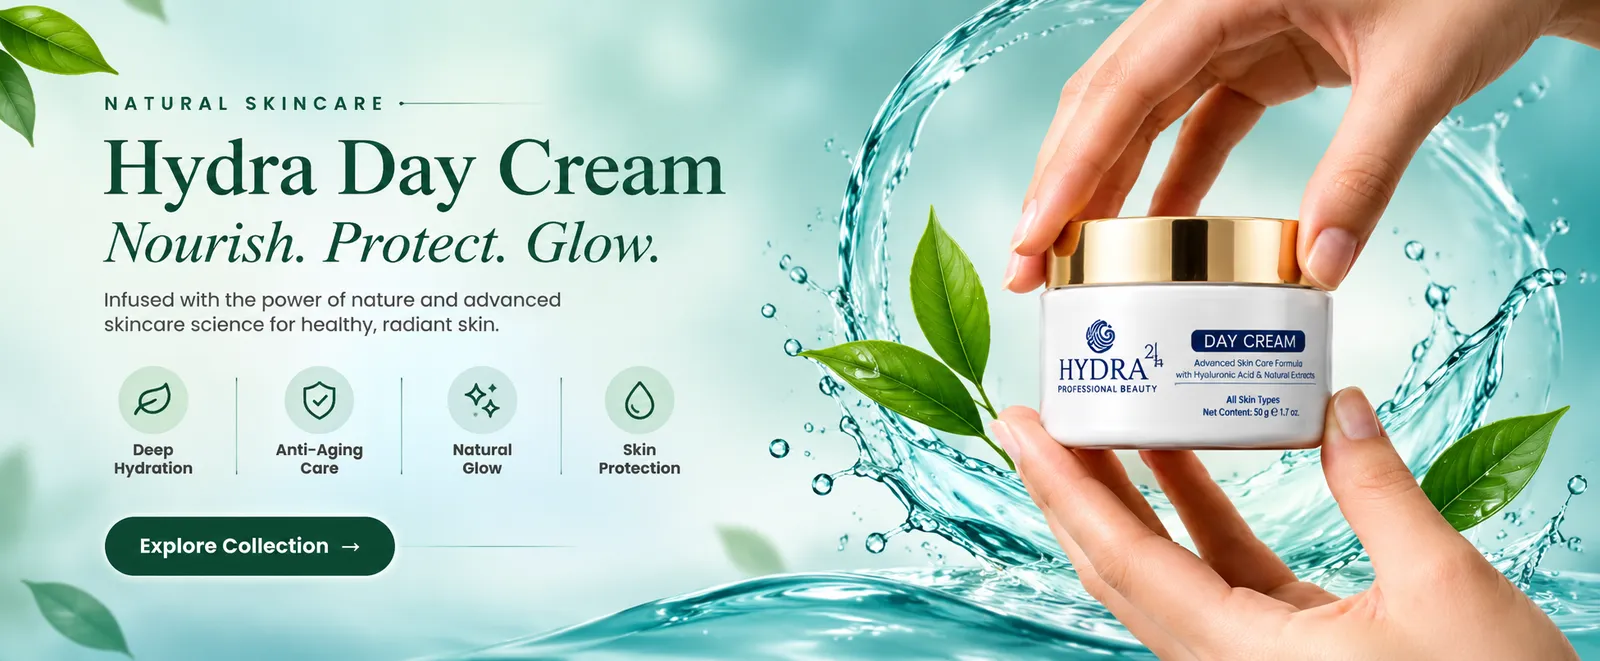 NATURAL SKINCARE
Hydra Day Cream
Nourish. Protect. Glow.
Infused with the power of nature and advanced
skincare science for healthy, radiant skin.
Deep
Hydration
Anti-Aging
Care
Natural
Glow
Skin
Protection
Explore Collection →
HYDRA
PROFESSIONAL BEAUTY
DAY CREAM
Advanced Skin Care Formula
with Hyaluronic Acid & Natural Extracts
All Skin Types
Net Content: 50 g ℮ 1.7 oz.